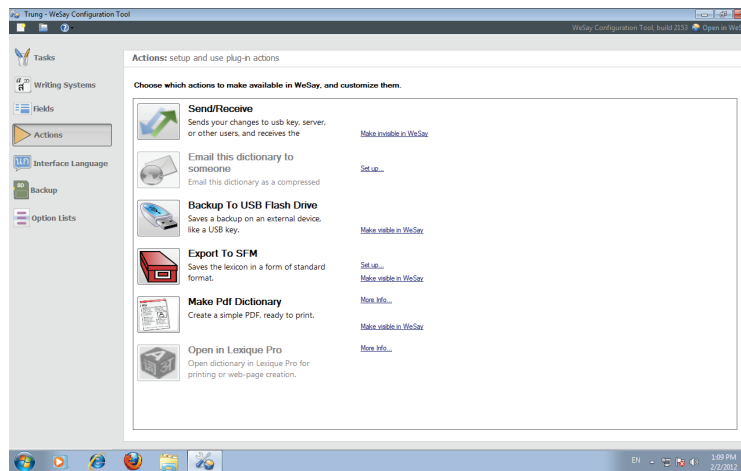 Trung - WeSay Configuration Tool
WeSay Configuration Tool, build 2153
Open in WeS
Tasks
Writing Systems
Fields
Actions
Interface Language
Backup
Option Lists
Actions: setup and use plug-in actions
Choose which actions to make available in WeSay, and customize them.
Send/Receive
Sends your changes to usb key, server,
or other users, and receives the
Make invisible in WeSay
Email this dictionary to
someone
Set up...
Email this dictionary as a compressed
Backup To USB Flash Drive
Saves a backup on an external device,
like a USB key.
Make visible in WeSay
Export To SFM
Saves the lexicon in a form of standard
format.
Set up...
Make visible in WeSay
Make Pdf Dictionary
More Info...
Create a simple PDF, ready to print.
Make visible in WeSay
Open in Lexique Pro
More Info...
Open dictionary in Lexique Pro for
printing or web-page creation.
EN
1:09 PM
2/2/2012